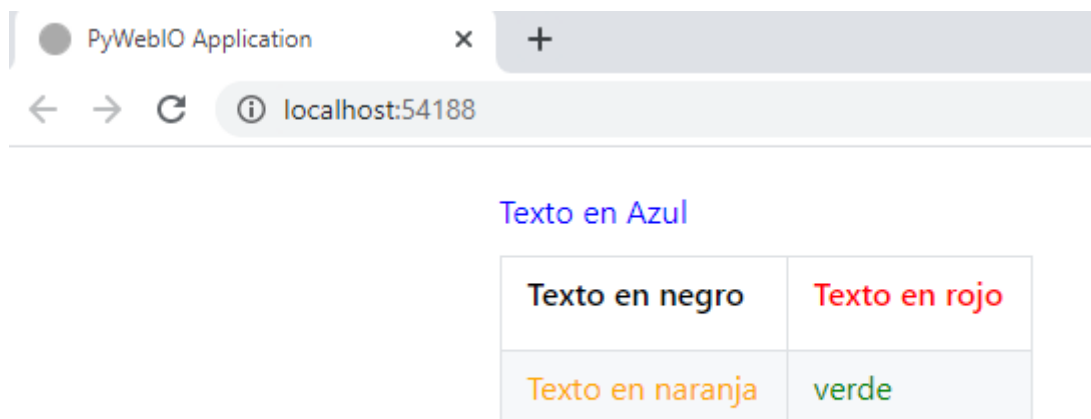 PyWebIO Application
localhost:54188
Texto en Azul
Texto en negro Texto en rojo
Texto en naranja verde